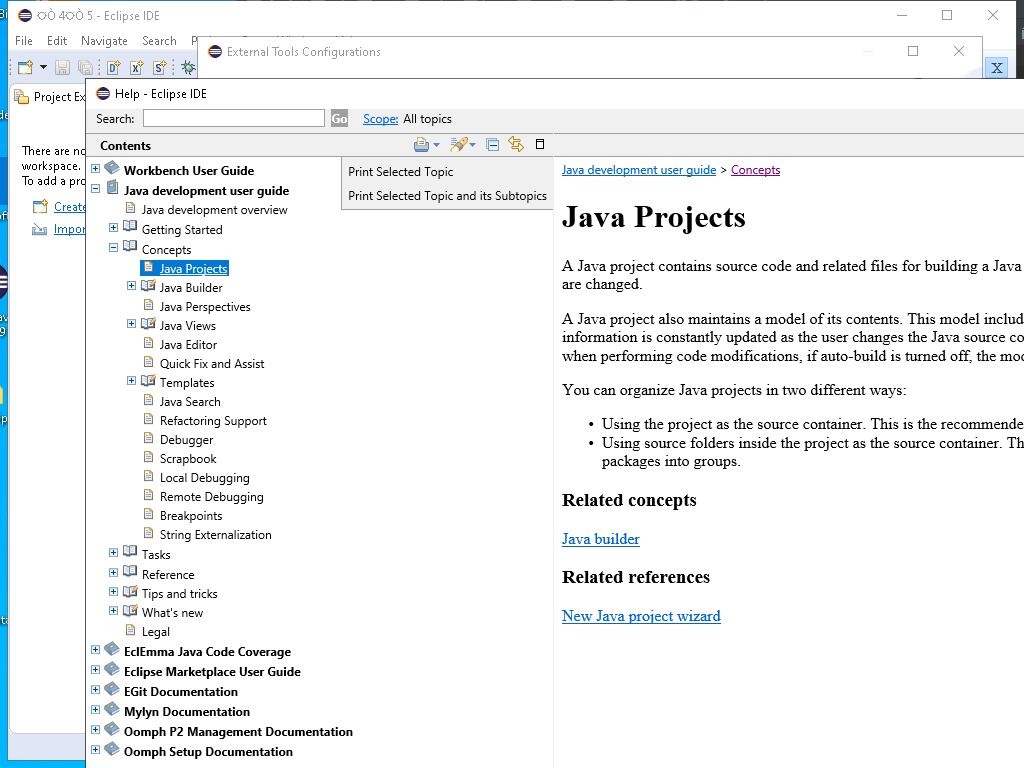 5 - Eclipse IDE
File Edit Navigate Search
External Tools Configurations
X
Project Ex
There are no
workspace.
To add a pro
Create
Impor
Help - Eclipse IDE
Search: Go Scope: All topics
Contents
Print Selected Topic
Print Selected Topic and its Subtopics
Workbench User Guide
Java development user guide
Java development overview
Getting Started
Concepts
Java Projects
Java Builder
Java Perspectives
Java Views
Java Editor
Quick Fix and Assist
Templates
Java Search
Refactoring Support
Debugger
Scrapbook
Local Debugging
Remote Debugging
Breakpoints
String Externalization
Tasks
Reference
Tips and tricks
What's new
Legal
EclEmma Java Code Coverage
Eclipse Marketplace User Guide
EGit Documentation
Mylyn Documentation
Oomph P2 Management Documentation
Oomph Setup Documentation
Java development user guide > Concepts
Java Projects
A Java project contains source code and related files for building a Java
are changed.
A Java project also maintains a model of its contents. This model includ
information is constantly updated as the user changes the Java source co
when performing code modifications, if auto-build is turned off, the mod
You can organize Java projects in two different ways:
• Using the project as the source container. This is the recommende
• Using source folders inside the project as the source container. Th
packages into groups.
Related concepts
Java builder
Related references
New Java project wizard